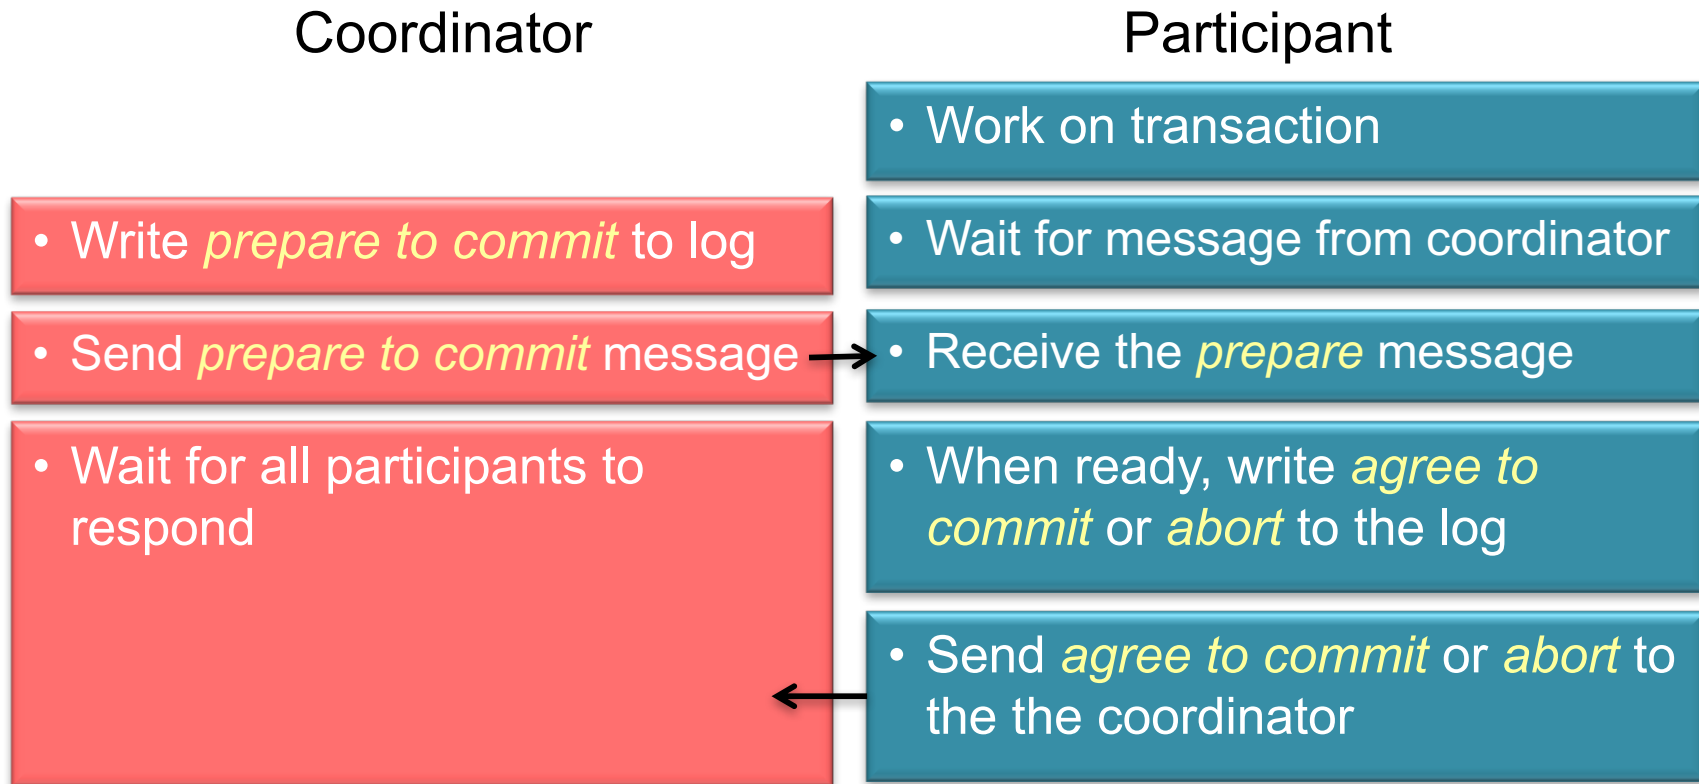 Coordinator
Participant
• Work on transaction
• Write prepare to commit to log
• Wait for message from coordinator
• Send prepare to commit message
• Receive the prepare message
• Wait for all participants to
respond
• When ready, write agree to
commit or abort to the log
• Send agree to commit or abort to
the the coordinator